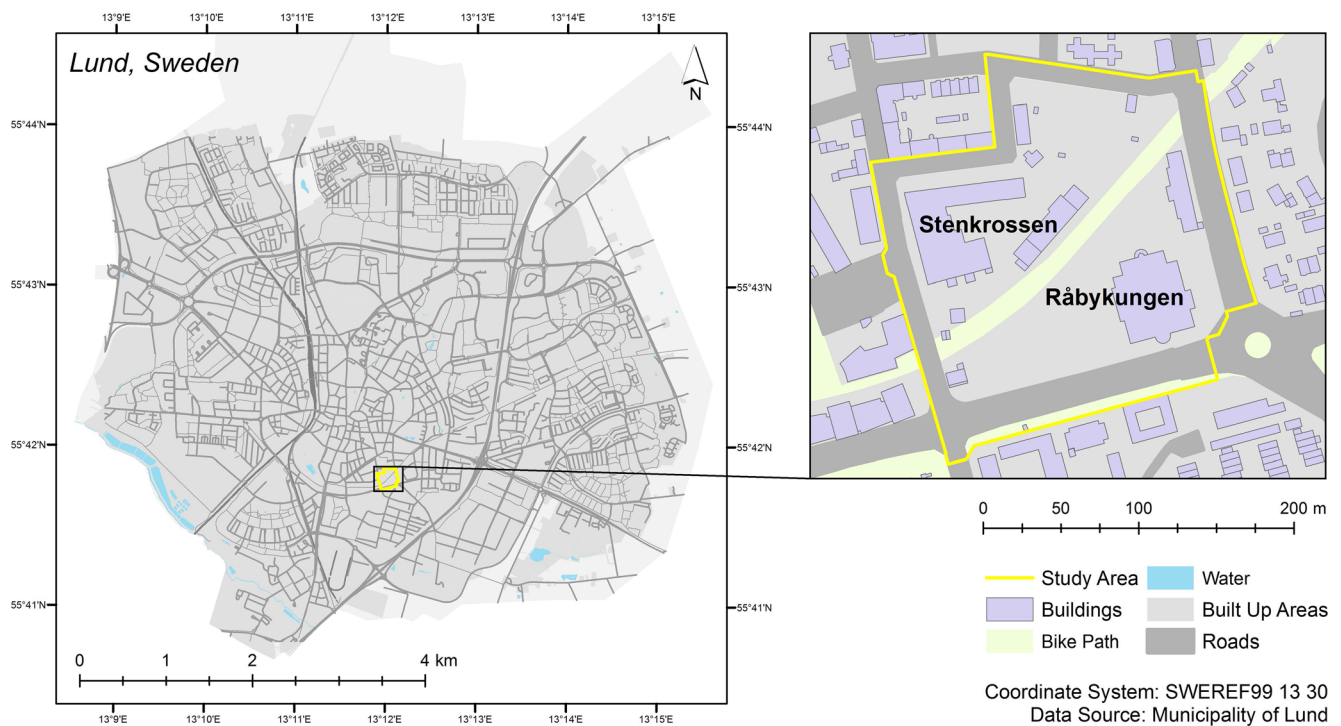 13°9'E 13°10'E 13°11'E 13°12'E 13°13'E 13°14'E 13°15'E
Lund, Sweden
N
55°44'N 55°44'N
55°43'N 55°43'N
55°42'N 55°42'N
55°41'N 55°41'N
0 1 2 4 km
13°9'E 13°10'E 13°11'E 13°12'E 13°13'E 13°14'E 13°15'E
Stenkrossen
Råbykungen
0 50 100 200 m
Study Area Water
Buildings Built Up Areas
Bike Path Roads
Coordinate System: SWEREF99 13 30
Data Source: Municipality of Lund